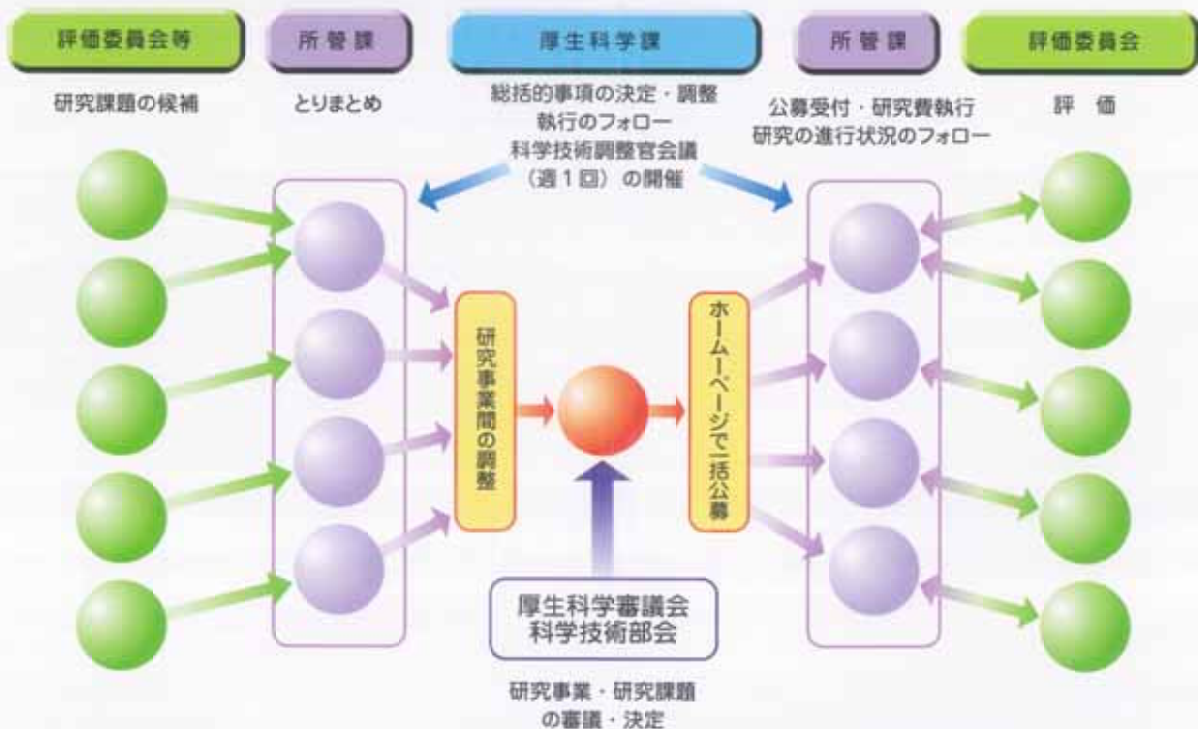 評価委員会等
所管課
厚生科学課
所管課
評価委員会
研究課題の候補
とりまとめ
総括的事項の決定・調整
執行のフォロー
科学技術調整官会議
（週１回）の開催
公募受付・研究費執行
研究の進行状況のフォロー
評　価
研究事業間の調整
ホームーページで一括公募
厚生科学審議会
科学技術部会
研究事業・研究課題
の審議・決定